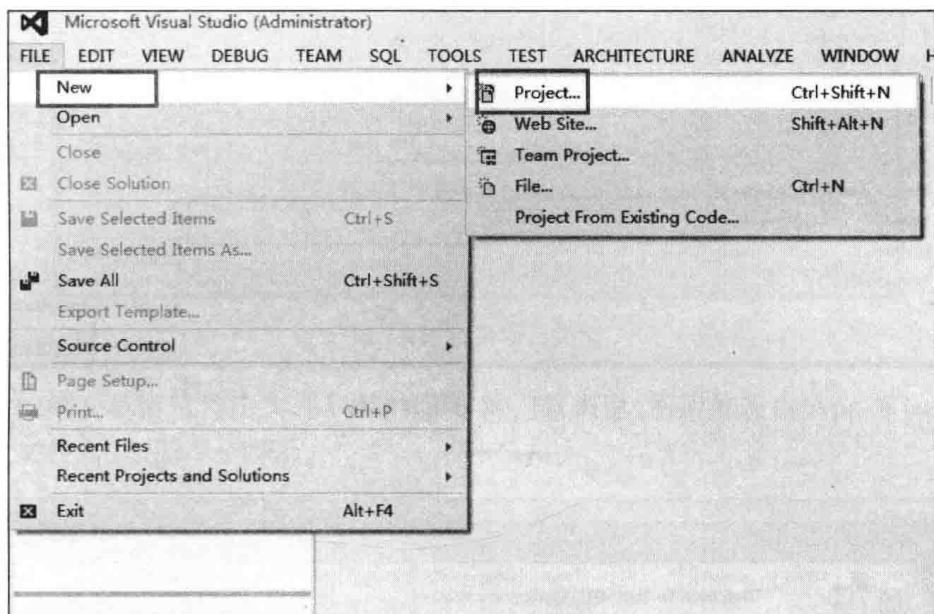 Microsoft Visual Studio (Administrator)
FILE EDIT VIEW DEBUG TEAM SQL TOOLS TEST ARCHITECTURE ANALYZE WINDOW H
New
Project... Ctrl+Shift+N
Open
Web Site... Shift+Alt+N
Close
Team Project...
Close Solution
File... Ctrl+N
Save Selected Items Ctrl+S
Project From Existing Code...
Save Selected Items As...
Save All Ctrl+Shift+S
Export Template...
Source Control
Page Setup...
Print... Ctrl+P
Recent Files
Recent Projects and Solutions
Exit Alt+F4